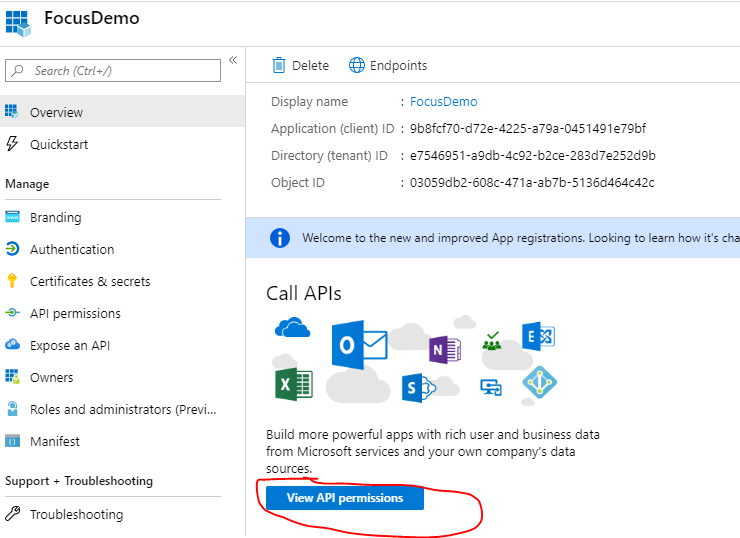 FocusDemo
Search (Ctrl+/)
«
Overview
Quickstart
Manage
Branding
Authentication
Certificates & secrets
API permissions
Expose an API
Owners
Roles and administrators (Previ...
Manifest
Support + Troubleshooting
Troubleshooting
Delete Endpoints
Display name : FocusDemo
Application (client) ID : 9b8fcf70-d72e-4225-a79a-0451491e79bf
Directory (tenant) ID : e7546951-a9db-4c92-b2ce-283d7e252d9b
Object ID : 03059db2-608c-471a-ab7b-5136d464c42c
Welcome to the new and improved App registrations. Looking to learn how it's cha
Call APIs
O
N
E
X
S
Build more powerful apps with rich user and business data
from Microsoft services and your own company's data
sources.
View API permissions